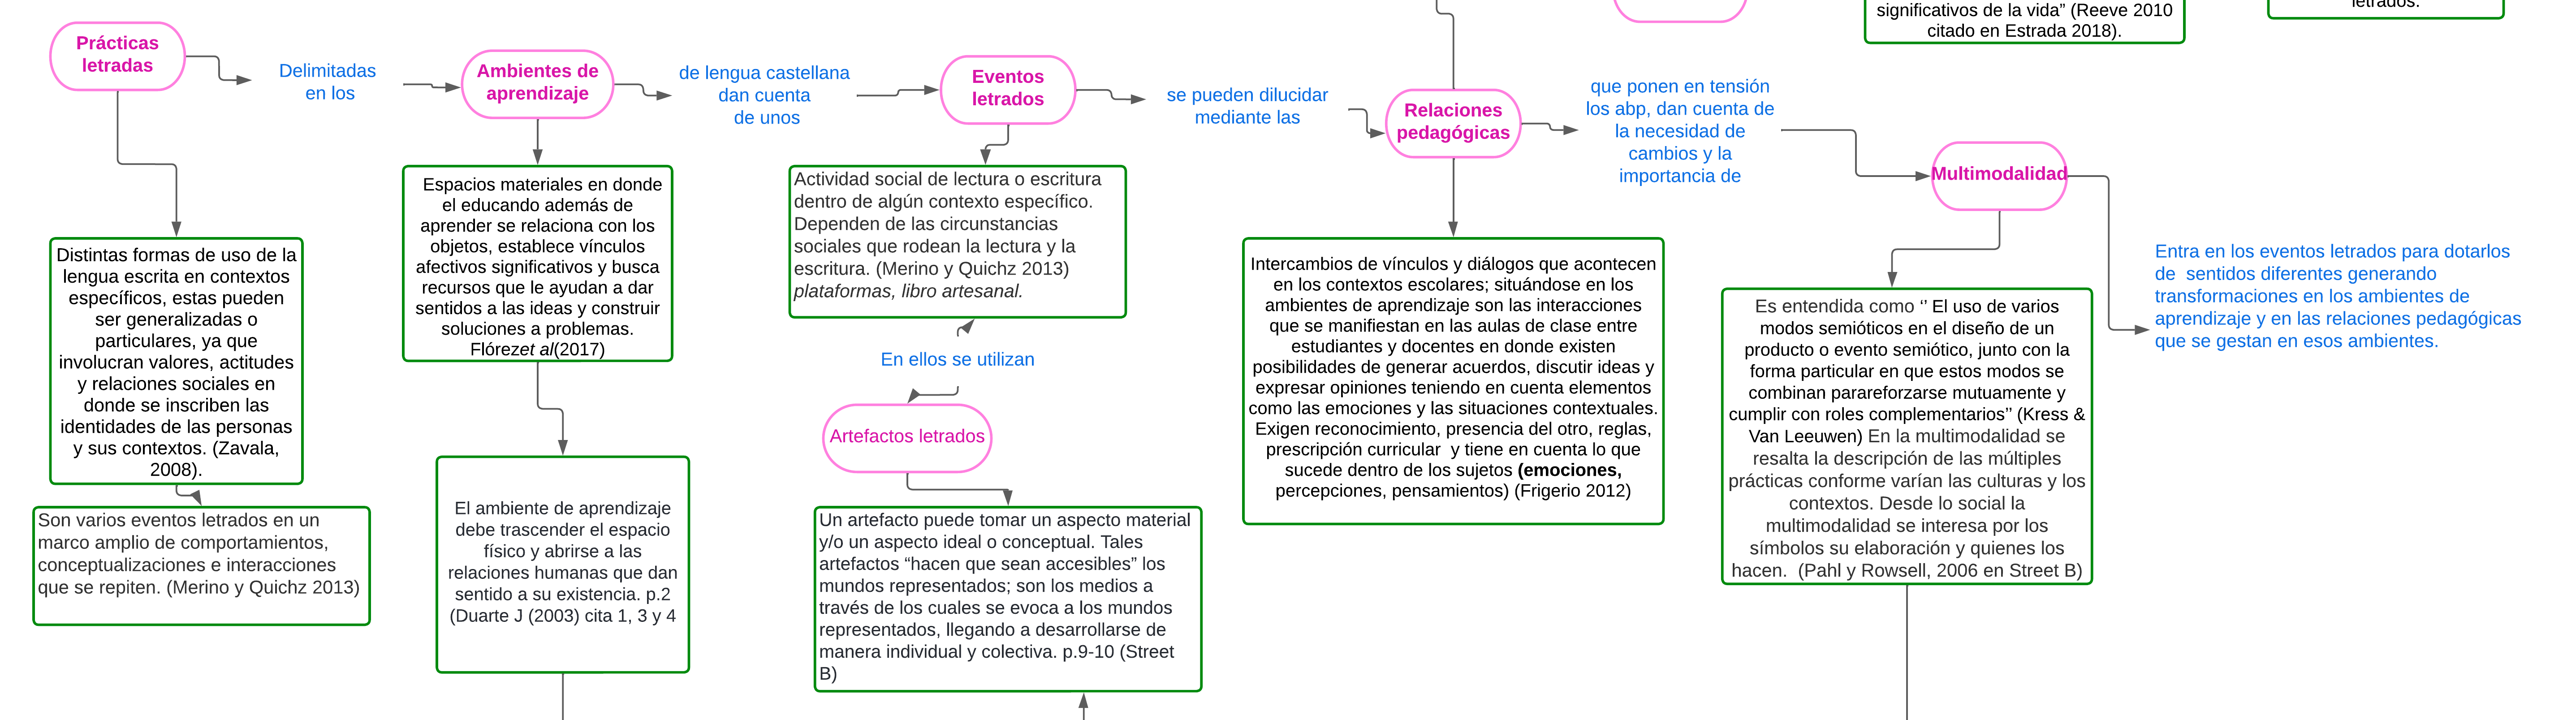 significativos de la vida” (Reeve 2010
citado en Estrada 2018).
letrados.
Prácticas
letradas
Delimitadas
en los
Ambientes de
aprendizaje
de lengua castellana
dan cuenta
de unos
Eventos
letrados
se pueden dilucidar
mediante las
Relaciones
pedagógicas
que ponen en tensión
los abp, dan cuenta de
la necesidad de
cambios y la
importancia de
Multimodalidad
Entra en los eventos letrados para dotarlos
de  sentidos diferentes generando
transformaciones en los ambientes de
aprendizaje y en las relaciones pedagógicas
que se gestan en esos ambientes.
Distintas formas de uso de la
lengua escrita en contextos
específicos, estas pueden
ser generalizadas o
particulares, ya que
involucran valores, actitudes
y relaciones sociales en
donde se inscriben las
identidades de las personas
y sus contextos. (Zavala,
2008).
Son varios eventos letrados en un
marco amplio de comportamientos,
conceptualizaciones e interacciones
que se repiten. (Merino y Quichz 2013)
Espacios materiales en donde
el educando además de
aprender se relaciona con los
objetos, establece vínculos
afectivos significativos y busca
recursos que le ayudan a dar
sentidos a las ideas y construir
soluciones a problemas.
Flórezet al(2017)
El ambiente de aprendizaje
debe trascender el espacio
físico y abrirse a las
relaciones humanas que dan
sentido a su existencia. p.2
(Duarte J (2003) cita 1, 3 y 4
Actividad social de lectura o escritura
dentro de algún contexto específico.
Dependen de las circunstancias
sociales que rodean la lectura y la
escritura. (Merino y Quichz 2013)
plataformas, libro artesanal.
En ellos se utilizan
Artefactos letrados
Un artefacto puede tomar un aspecto material
y/o un aspecto ideal o conceptual. Tales
artefactos “hacen que sean accesibles” los
mundos representados; son los medios a
través de los cuales se evoca a los mundos
representados, llegando a desarrollarse de
manera individual y colectiva. p.9-10 (Street
B)
Intercambios de vínculos y diálogos que acontecen
en los contextos escolares; situándose en los
ambientes de aprendizaje son las interacciones
que se manifiestan en las aulas de clase entre
estudiantes y docentes en donde existen
posibilidades de generar acuerdos, discutir ideas y
expresar opiniones teniendo en cuenta elementos
como las emociones y las situaciones contextuales.
Exigen reconocimiento, presencia del otro, reglas,
prescripción curricular  y tiene en cuenta lo que
sucede dentro de los sujetos (emociones,
percepciones, pensamientos) (Frigerio 2012)
Es entendida como ‘’ El uso de varios
modos semióticos en el diseño de un
producto o evento semiótico, junto con la
forma particular en que estos modos se
combinan parareforzarse mutuamente y
cumplir con roles complementarios’’ (Kress &
Van Leeuwen) En la multimodalidad se
resalta la descripción de las múltiples
prácticas conforme varían las culturas y los
contextos. Desde lo social la
multimodalidad se interesa por los
símbolos su elaboración y quienes los
hacen.  (Pahl y Rowsell, 2006 en Street B)